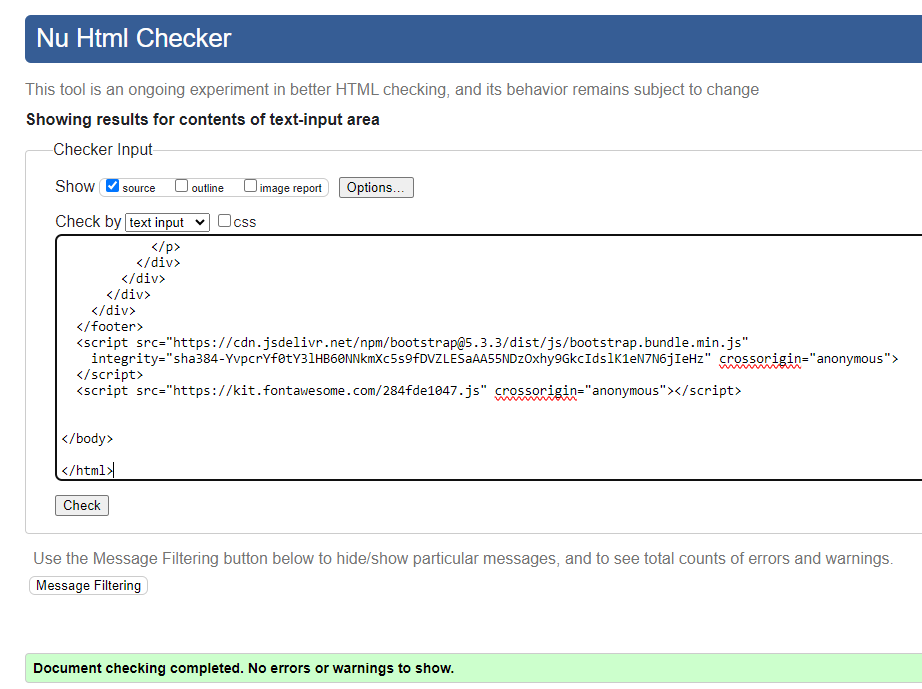 Nu Html Checker
This tool is an ongoing experiment in better HTML checking, and its behavior remains subject to change
Showing results for contents of text-input area
Checker Input
Show source outline image report Options...
Check by text input css
</p>
</div>
</div>
</div>
</div>
</footer>
<script src="https://cdn.jsdelivr.net/npm/bootstrap@5.3.3/dist/js/bootstrap.bundle.min.js"
integrity="sha384-YvpcrYf0tY3lHB60NNkmXc5s9fDVZLESaAA55NDzOxhy9GkcIdslK1eN7N6jIeHz" crossorigin="anonymous">
</script>
<script src="https://kit.fontawesome.com/284fde1047.js" crossorigin="anonymous"></script>
</body>
</html>
Check
Use the Message Filtering button below to hide/show particular messages, and to see total counts of errors and warnings.
Message Filtering
Document checking completed. No errors or warnings to show.